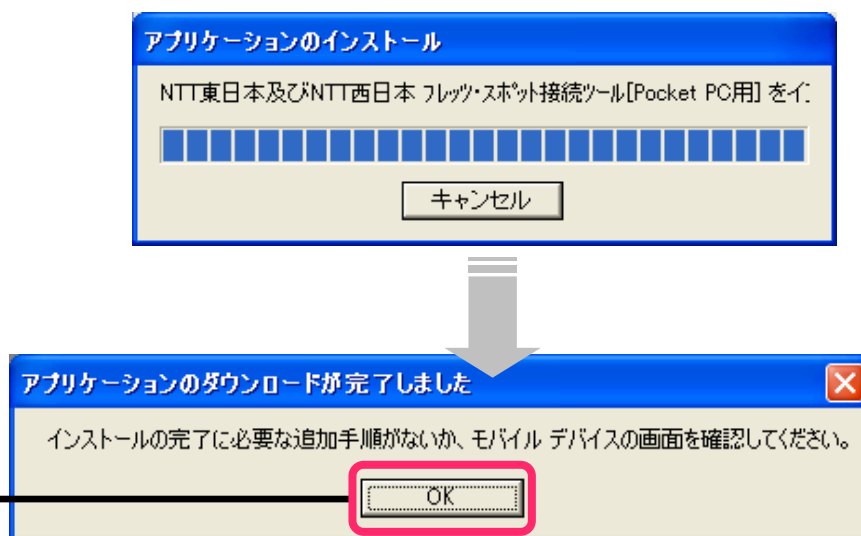 アプリケーションのインストール
NTT東日本及びNTT西日本 フレッツ・スポット接続ツール[Pocket PC用] をイ
キャンセル
アプリケーションのダウンロードが完了しました
インストールの完了に必要な追加手順がないか、モバイル デバイスの画面を確認してください。
OK